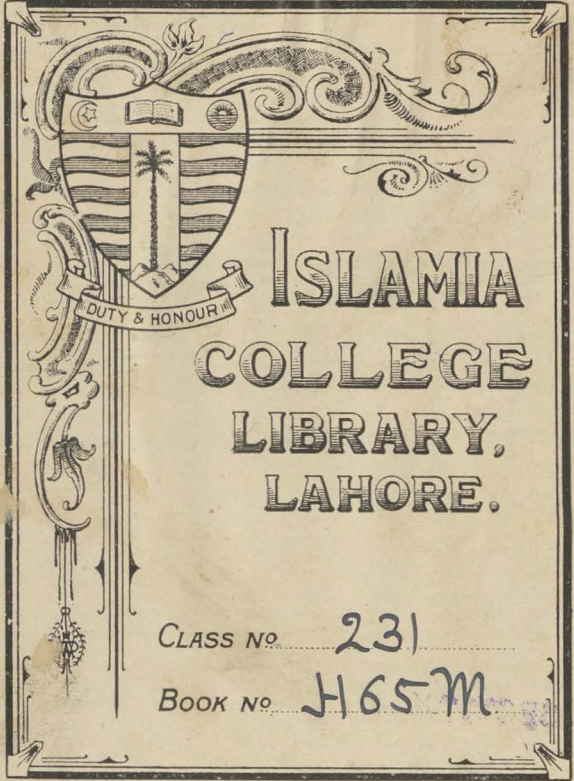 DUTY & HONOUR
ISLAMIA
COLLEGE
LIBRARY,
LAHORE.
CLASS No 231
BOOK No H65M